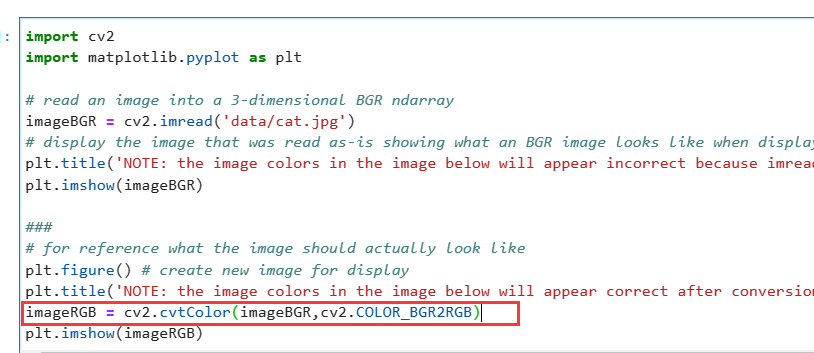 :
import cv2
import matplotlib.pyplot as plt
# read an image into a 3-dimensional BGR ndarray
imageBGR = cv2.imread('data/cat.jpg')
# display the image that was read as-is showing what an BGR image looks like when display
plt.title('NOTE: the image colors in the image below will appear incorrect because imrea
plt.imshow(imageBGR)
###
# for reference what the image should actually look like
plt.figure() # create new image for display
plt.title('NOTE: the image colors in the image below will appear correct after conversion
imageRGB = cv2.cvtColor(imageBGR,cv2.COLOR_BGR2RGB)
plt.imshow(imageRGB)